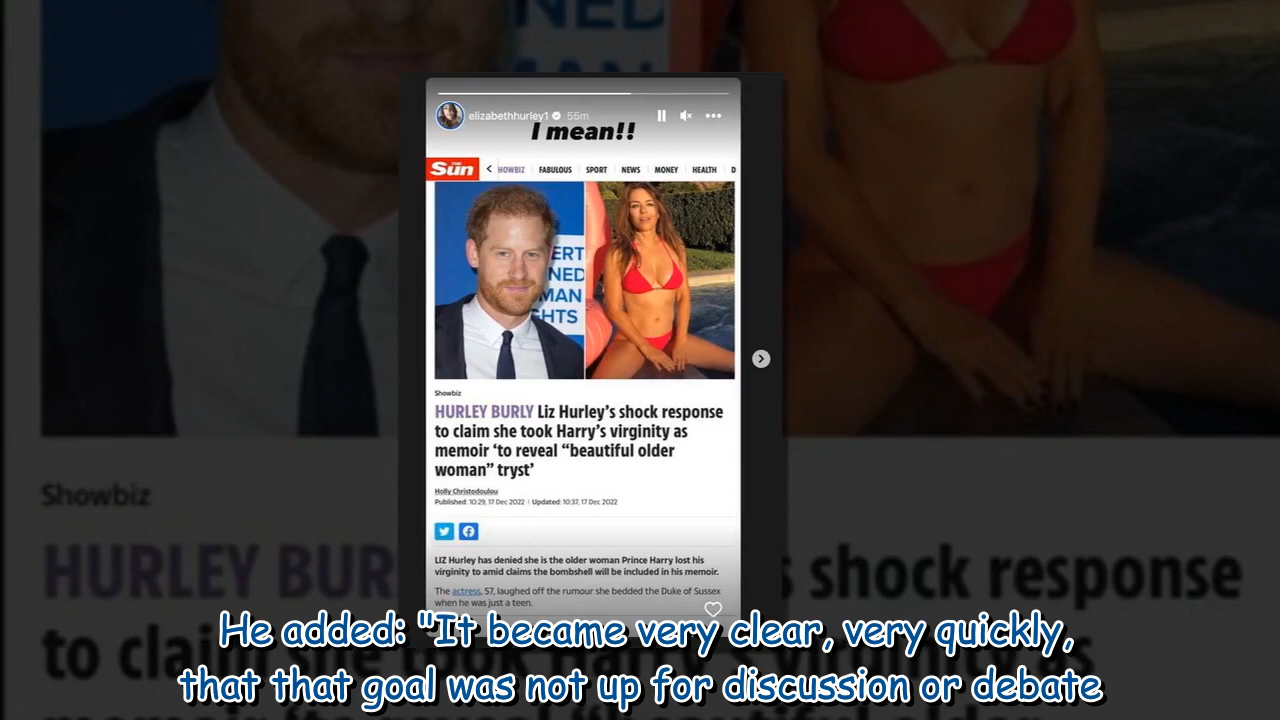 NED
MAN
elizabethhurley1 55m
I mean!!
THE
Sun
HOWBIZ FABULOUS SPORT NEWS MONEY HEALTH D
ERT
NED
MAN
GHTS
Showbiz
HURLEY BURLY Liz Hurley's shock response
to claim she took Harry's virginity as
memoir 'to reveal "beautiful older
woman" tryst'
Holly Christodoulou
Published: 10:29, 17 Dec 2022 | Updated: 10:37, 17 Dec 2022
LIZ Hurley has denied she is the older woman Prince Harry lost his
virginity to amid claims the bombshell will be included in his memoir.
The actress, 57, laughed off the rumour she bedded the Duke of Sussex
when he was just a teen.
Showbiz
HURLEY BUR
s shock response
to clai
He added: "It became very clear, very quickly,
that that goal was not up for discussion or debate